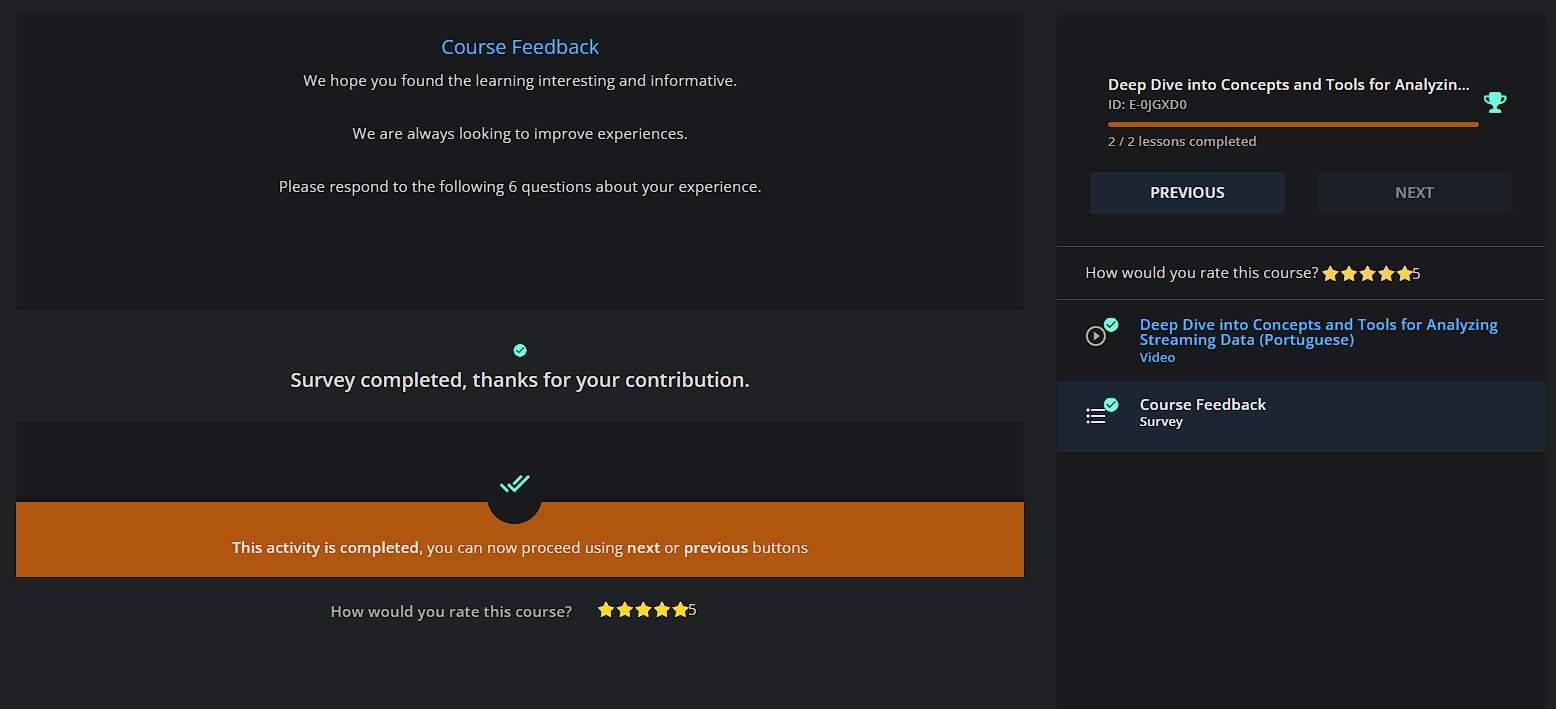 Course Feedback
We hope you found the learning interesting and informative.
We are always looking to improve experiences.
Please respond to the following 6 questions about your experience.
Survey completed, thanks for your contribution.
This activity is completed, you can now proceed using next or previous buttons
How would you rate this course? 5
Deep Dive into Concepts and Tools for Analyzin...
ID: E-0JGXD0
2 / 2 lessons completed
PREVIOUS NEXT
How would you rate this course? 5
Deep Dive into Concepts and Tools for Analyzing
Streaming Data (Portuguese)
Video
Course Feedback
Survey